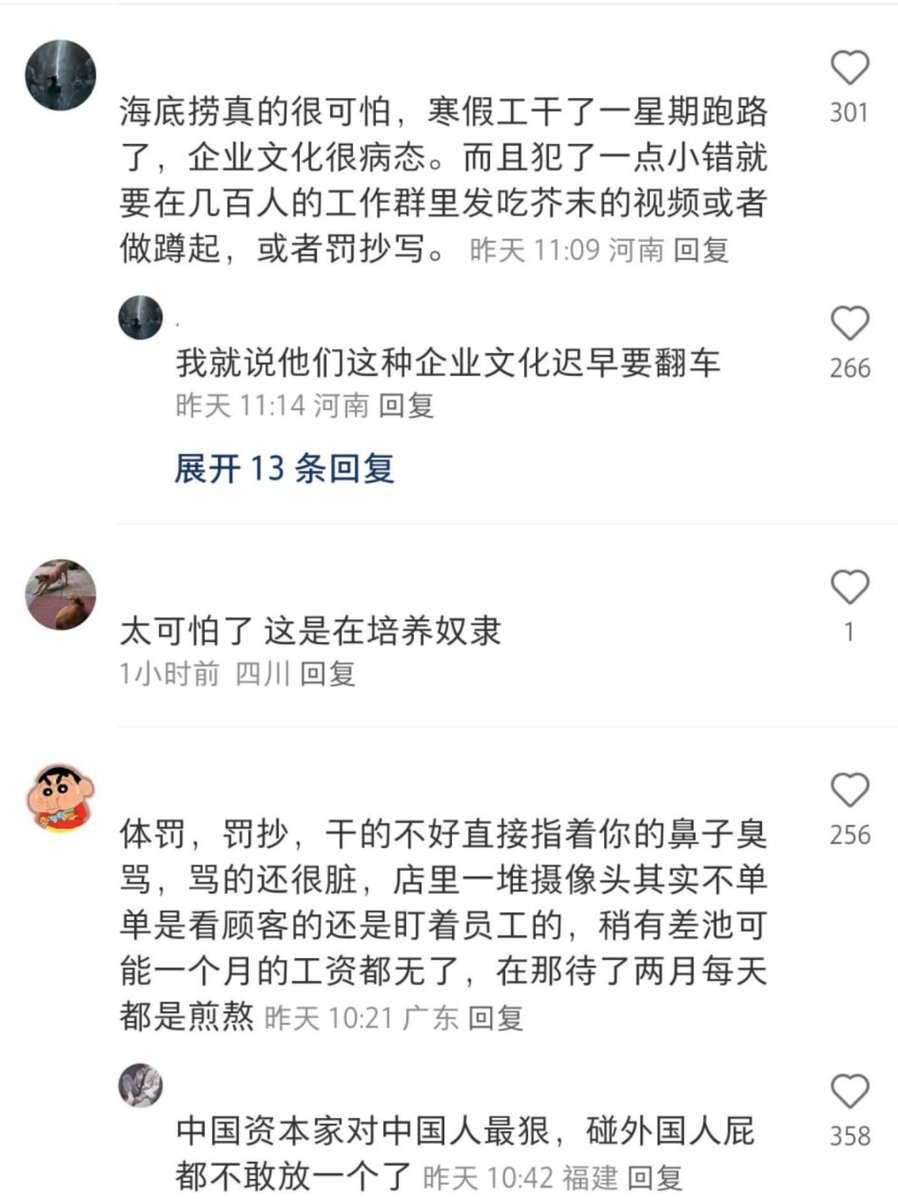 海底捞真的很可怕，寒假工干了一星期跑路
301
了，企业文化很病态。而且犯了一点小错就
要在几百人的工作群里发吃芥末的视频或者
做蹲起，或者罚抄写。 昨天 11:09 河南 回复
.
我就说他们这种企业文化迟早要翻车
266
昨天 11:14 河南 回复
展开 13 条回复
太可怕了 这是在培养奴隶
1
1小时前 四川 回复
体罚，罚抄，干的不好直接指着你的鼻子臭
256
骂，骂的还很脏，店里一堆摄像头其实不单
单是看顾客的还是盯着员工的，稍有差池可
能一个月的工资都无了，在那待了两月每天
都是煎熬 昨天 10:21 广东 回复
中国资本家对中国人最狠，碰外国人屁
358
都不敢放一个了 昨天 10:42 福建 回复